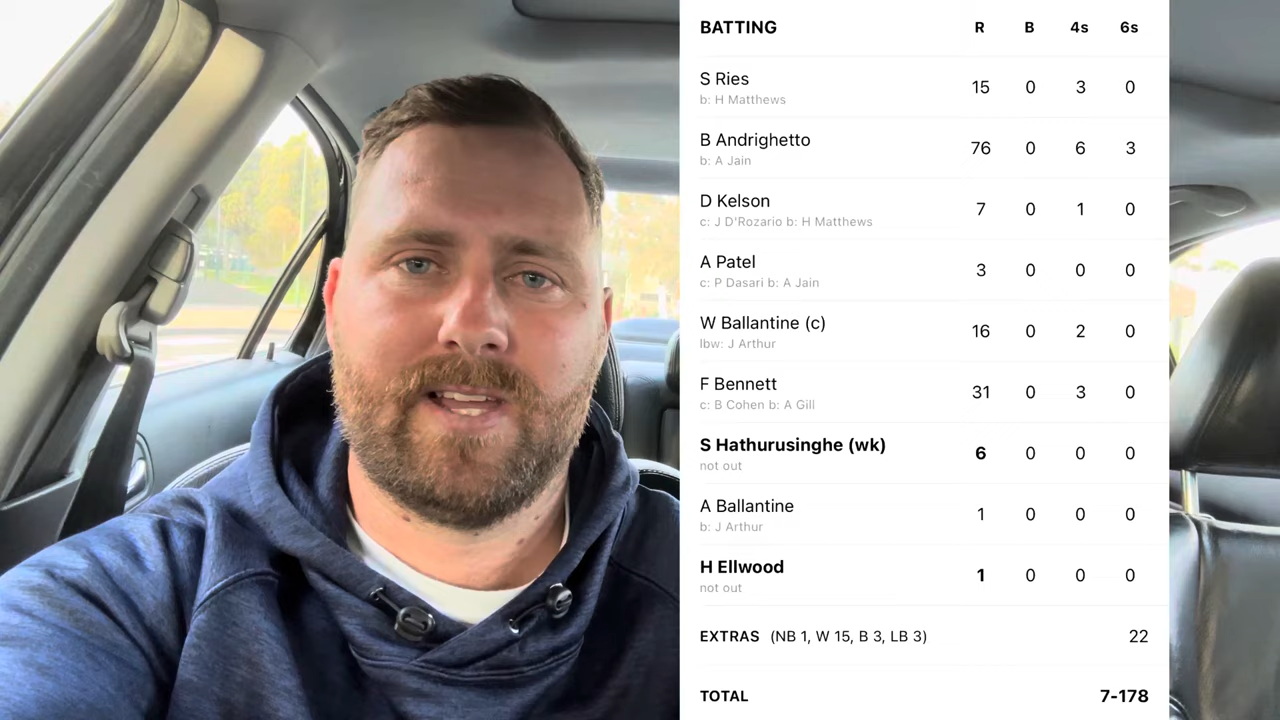 BATTING R B 4s 6s
S Ries 15 0 3 0
b: H Matthews
B Andrighetto 76 0 6 3
b: A Jain
D Kelson 7 0 1 0
c: J D'Rozario b: H Matthews
A Patel 3 0 0 0
c: P Dasari b: A Jain
W Ballantine (c) 16 0 2 0
lbw: J Arthur
F Bennett 31 0 3 0
c: B Cohen b: A Gill
S Hathurusinghe (wk) 6 0 0 0
not out
A Ballantine 1 0 0 0
b: J Arthur
H Ellwood 1 0 0 0
not out
EXTRAS (NB 1, W 15, B 3, LB 3) 22
TOTAL 7-178